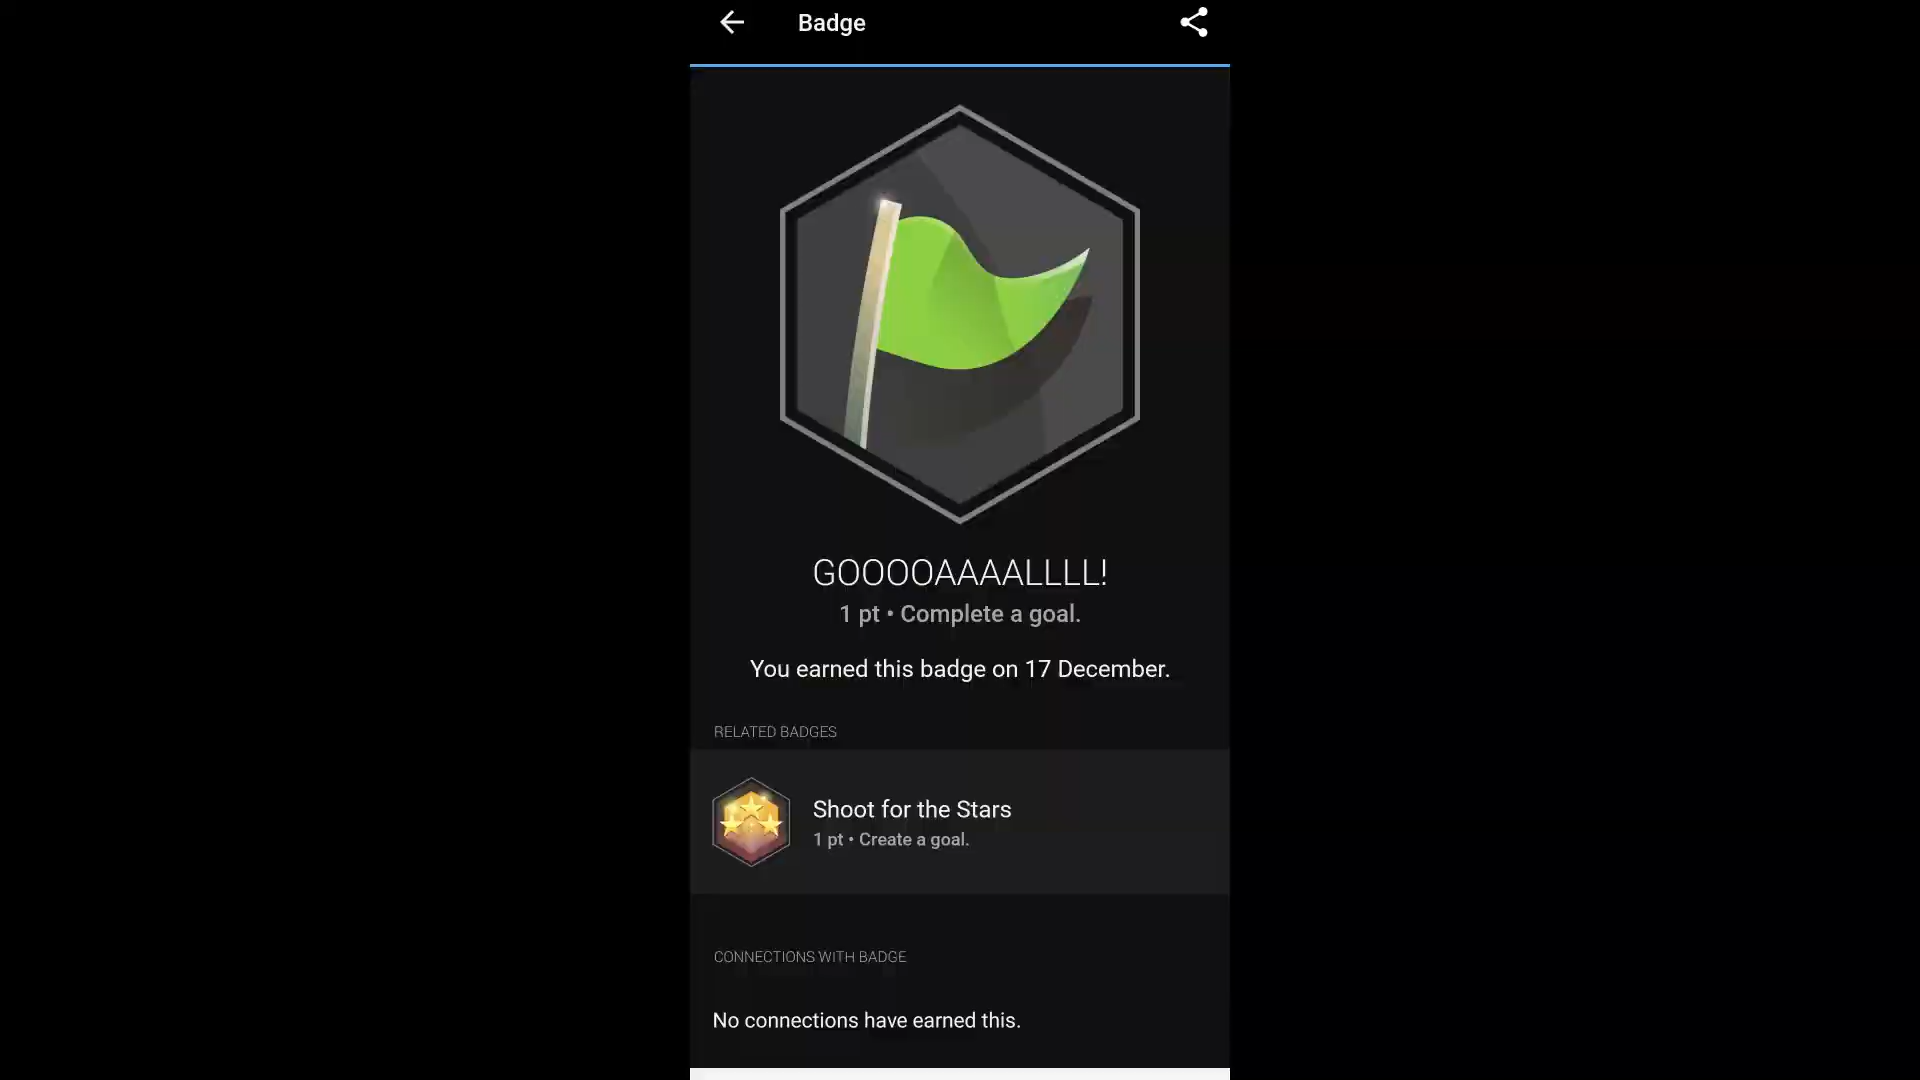 Badge
GOOOOAAAALLLL!
1 pt • Complete a goal.
You earned this badge on 17 December.
RELATED BADGES
Shoot for the Stars
1 pt • Create a goal.
CONNECTIONS WITH BADGE
No connections have earned this.